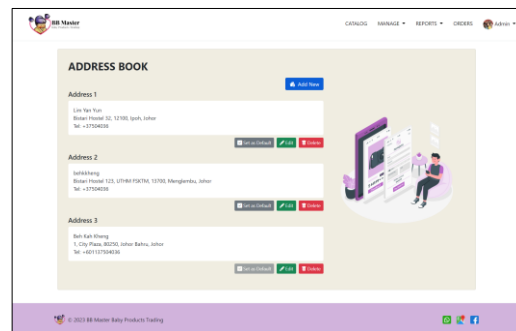 BB Master
CATALOG MANAGE REPORTS ORDERS Admin
ADDRESS BOOK
Add New
Address 1
Lim Yan Yun
Bistari Hostel 32, 12100, Ipoh, Johor
Tel: +37504036
Set as Default Edit Delete
Address 2
behkkheng
Bistari Hostel 123, UTHM PSKTM, 13700, Menglembu, Johor
Tel: +37504036
Set as Default Edit Delete
Address 3
Beh Kah Kheng
1, City Plaza, 80250, Johor Bahru, Johor
Tel: +601137504036
Set as Default Edit Delete
© 2023 BB Master Baby Products Trading